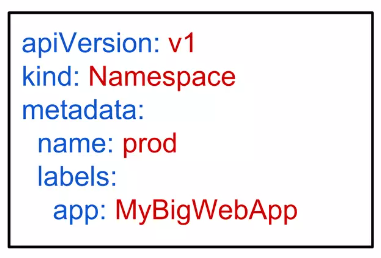 apiVersion: v1
kind: Namespace
metadata:
  name: prod
  labels:
    app: MyBigWebApp